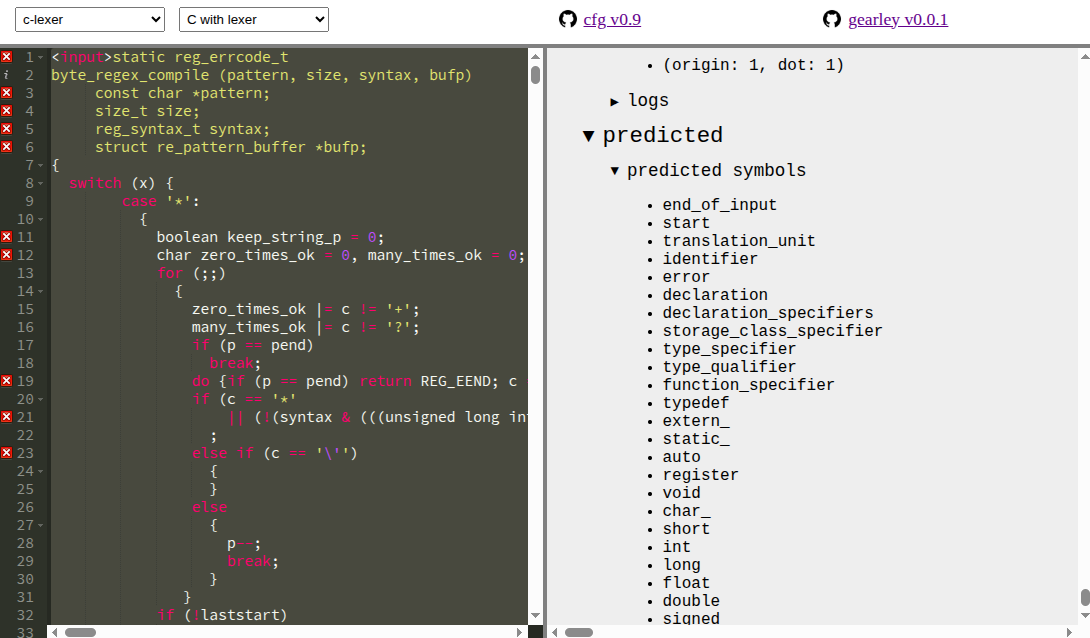 c-lexer
C with lexer
cfg v0.9
gearley v0.0.1
1 <input>static reg_errcode_t
2 byte_regex_compile (pattern, size, syntax, bufp)
3 const char *pattern;
4 size_t size;
5 reg_syntax_t syntax;
6 struct re_pattern_buffer *bufp;
7 {
8 switch (x) {
9 case '*':
10 {
11 boolean keep_string_p = 0;
12 char zero_times_ok = 0, many_times_ok = 0;
13 for (;;)
14 {
15 zero_times_ok |= c != '+';
16 many_times_ok |= c != '?';
17 if (p == pend)
18 break;
19 do {if (p == pend) return REG_EEND; c
20 if (c == '*'
21 || (!(syntax & (((unsigned long in
22 ;
23 else if (c == '\'')
24 {
25 }
26 else
27 {
28 p--;
29 break;
30 }
31 }
32 if (!laststart)
33
(origin: 1, dot: 1)
logs
predicted
predicted symbols
end_of_input
start
translation_unit
identifier
error
declaration
declaration_specifiers
storage_class_specifier
type_specifier
type_qualifier
function_specifier
typedef
extern_
static_
auto
register
void
char_
short
int
long
float
double
signed